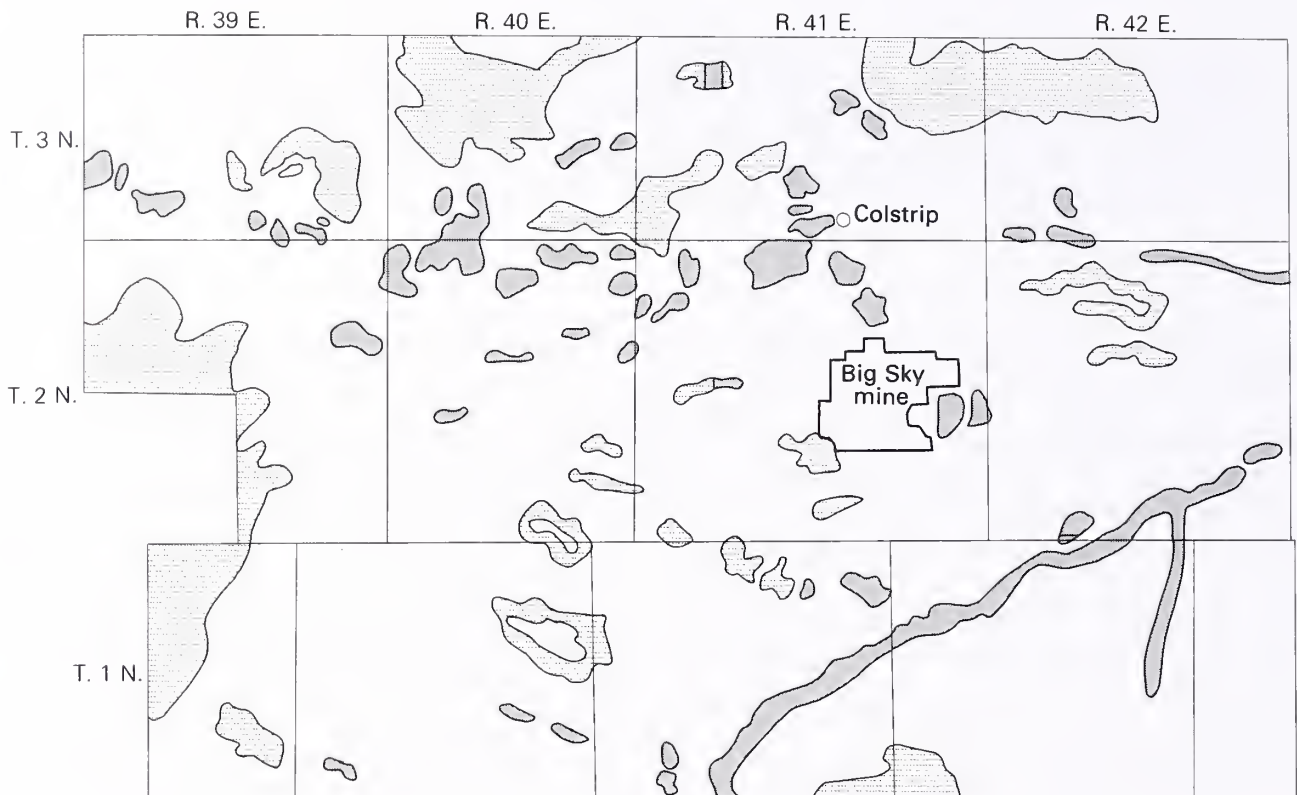 R. 39 E.
R. 40 E.
R. 41 E.
R. 42 E.
T. 3 N.
Colstrip
Big Sky
mine
T. 2 N.
T. 1 N.